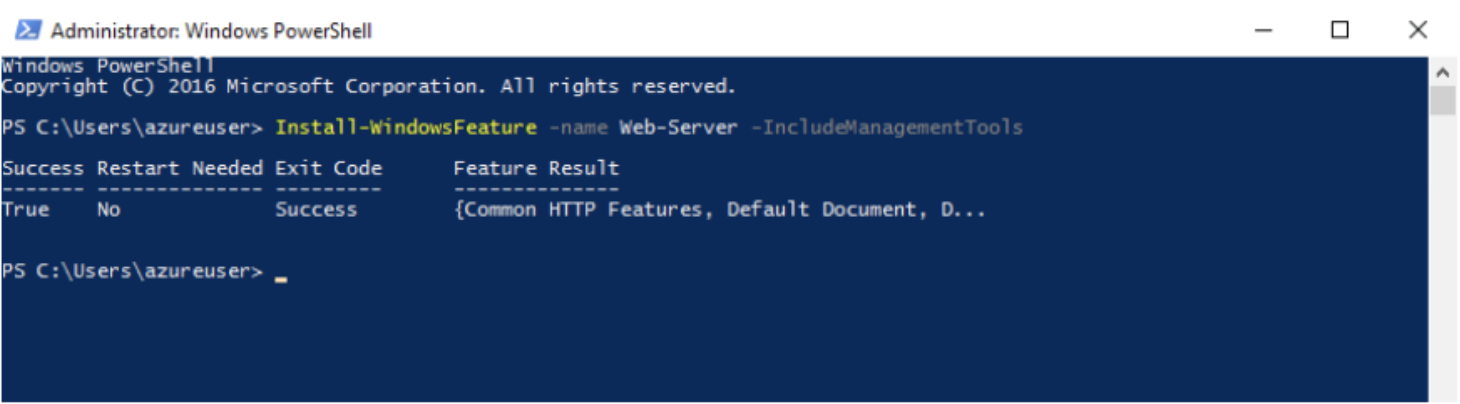 Administrator: Windows PowerShell
Windows PowerShell
Copyright (C) 2016 Microsoft Corporation. All rights reserved.
PS C:\Users\azureuser> Install-WindowsFeature -name Web-Server -IncludeManagementTools
Success Restart Needed Exit Code      Feature Result
------- -------------- ---------      --------------
True    No             Success        {Common HTTP Features, Default Document, D...
PS C:\Users\azureuser> _